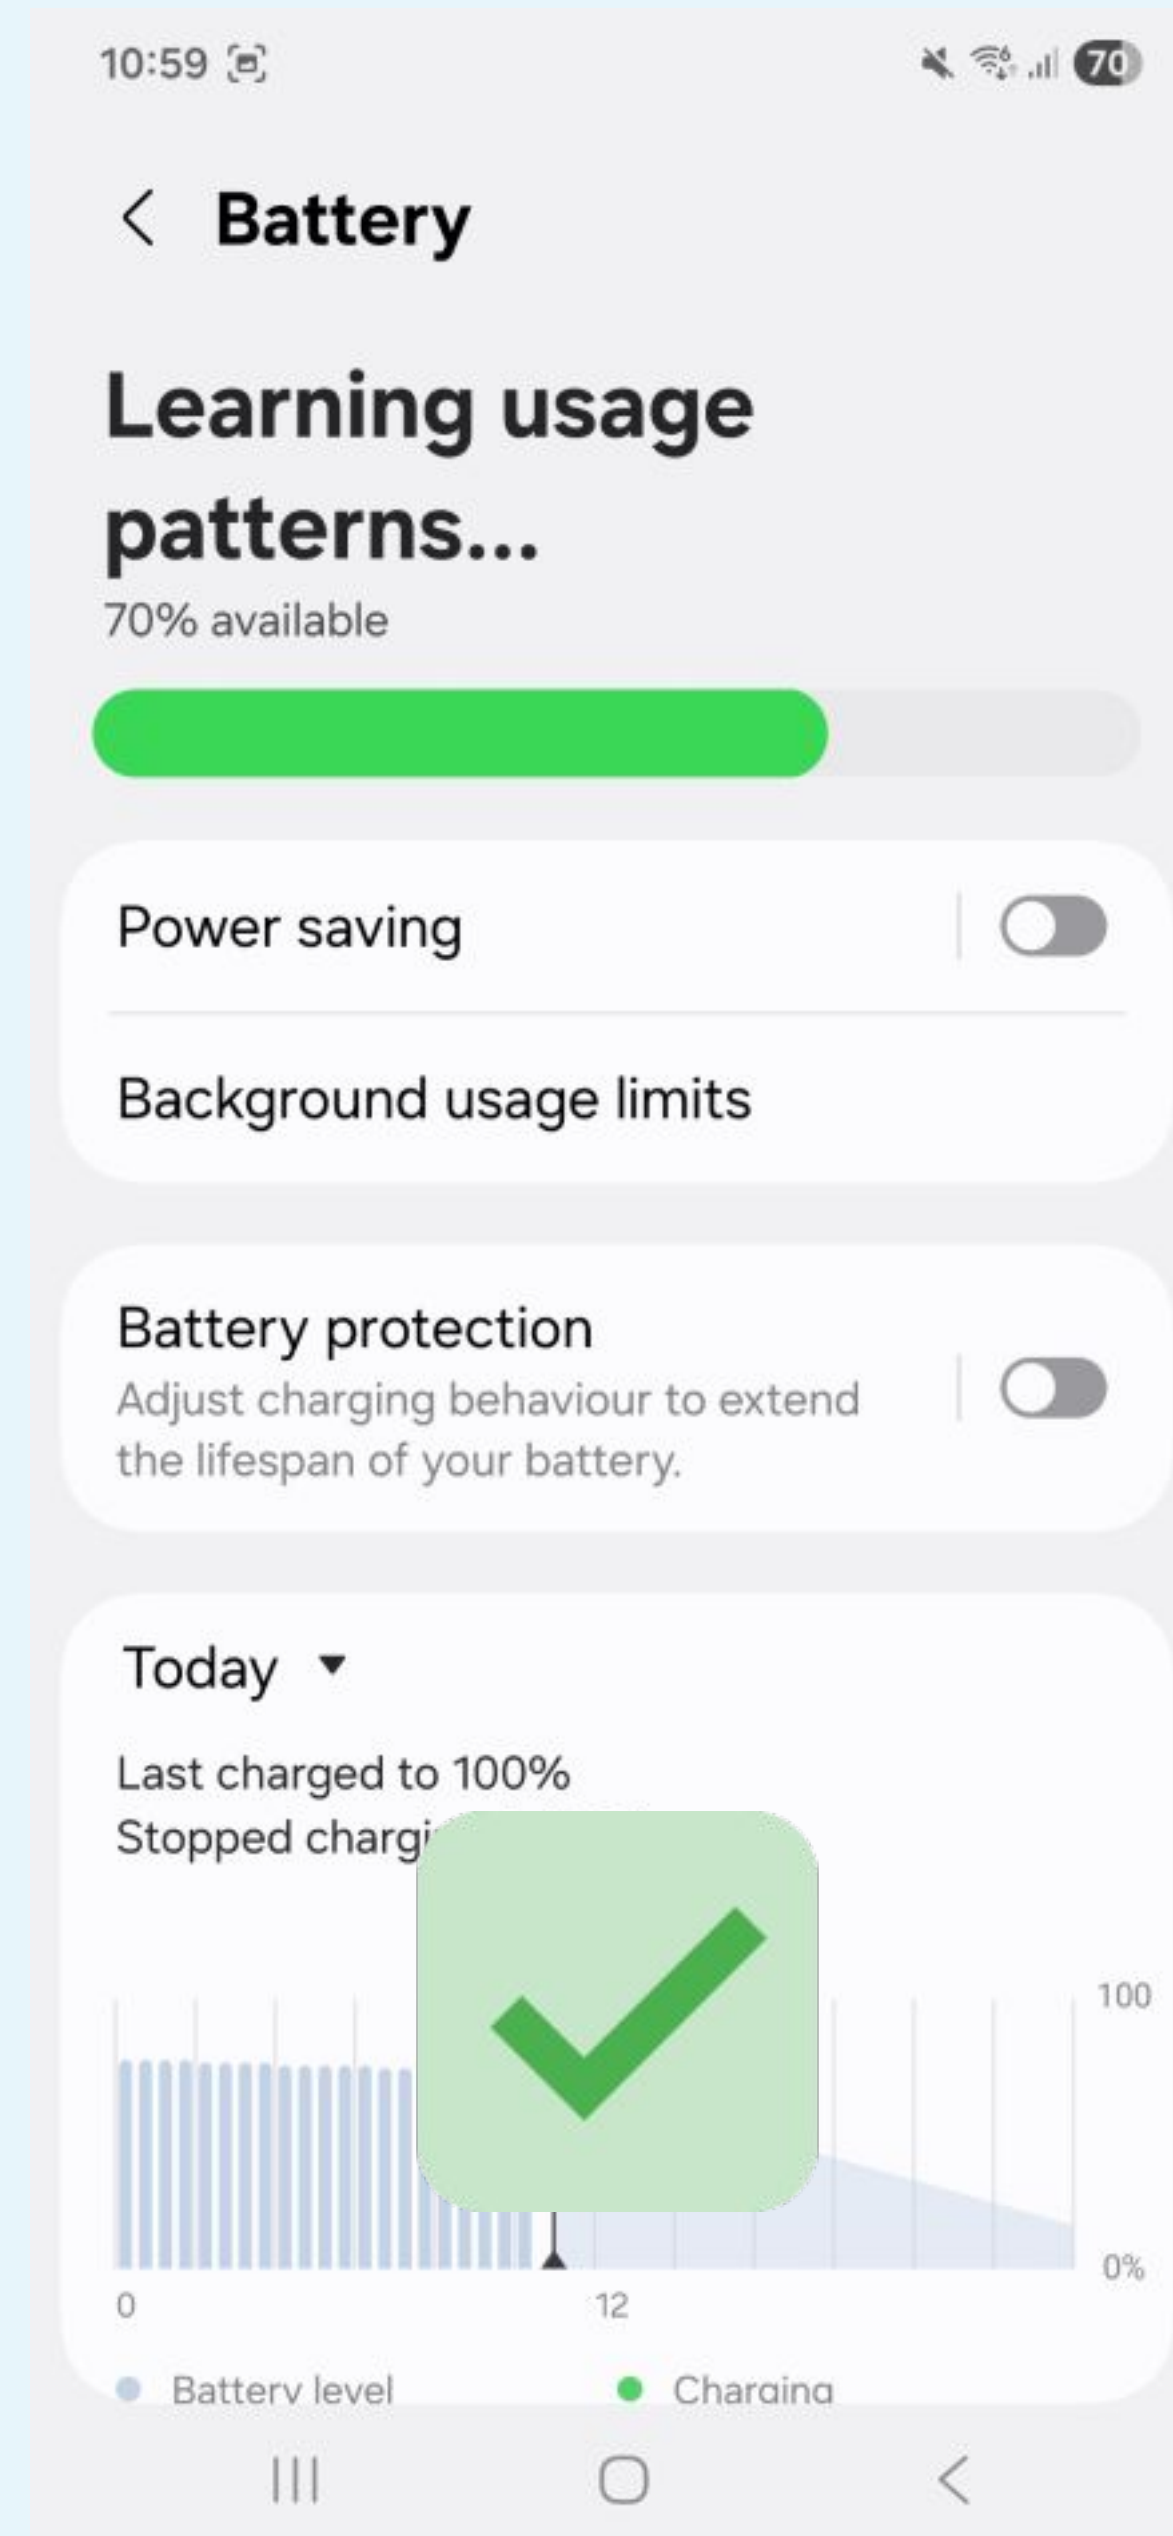 10:59
70
Battery
Learning usage
patterns...
70% available
Power saving
Background usage limits
Battery protection
Adjust charging behaviour to extend
the lifespan of your battery.
Today
Last charged to 100%
Stopped
100
0%
0
12
Battery level
Charging